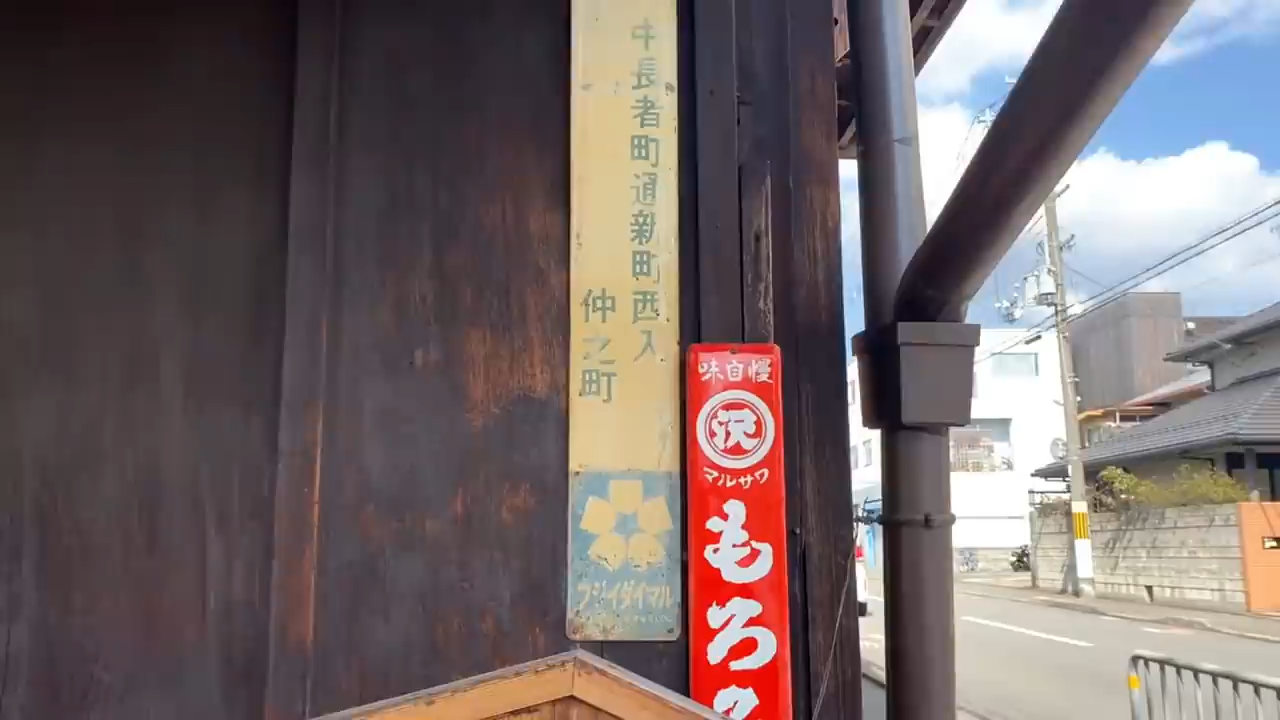 中長者町通新町西入
仲之町
フジイダイマル
味自慢
沢
マルサワ
もろ